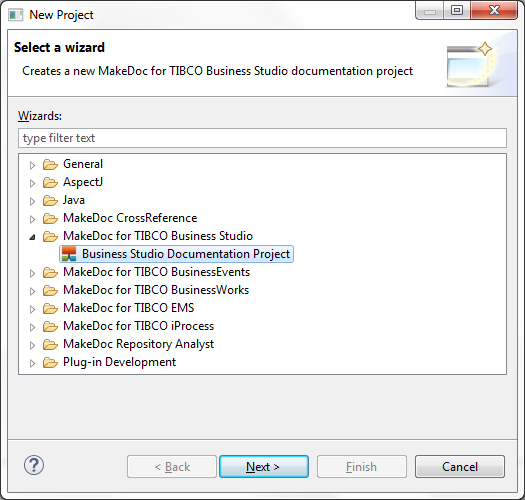 New Project
Select a wizard
Creates a new MakeDoc for TIBCO Business Studio documentation project
Wizards:
type filter text
General
AspectJ
Java
MakeDoc CrossReference
MakeDoc for TIBCO Business Studio
Business Studio Documentation Project
MakeDoc for TIBCO BusinessEvents
MakeDoc for TIBCO BusinessWorks
MakeDoc for TIBCO EMS
MakeDoc for TIBCO iProcess
MakeDoc Repository Analyst
Plug-in Development
? < Back Next > Finish Cancel